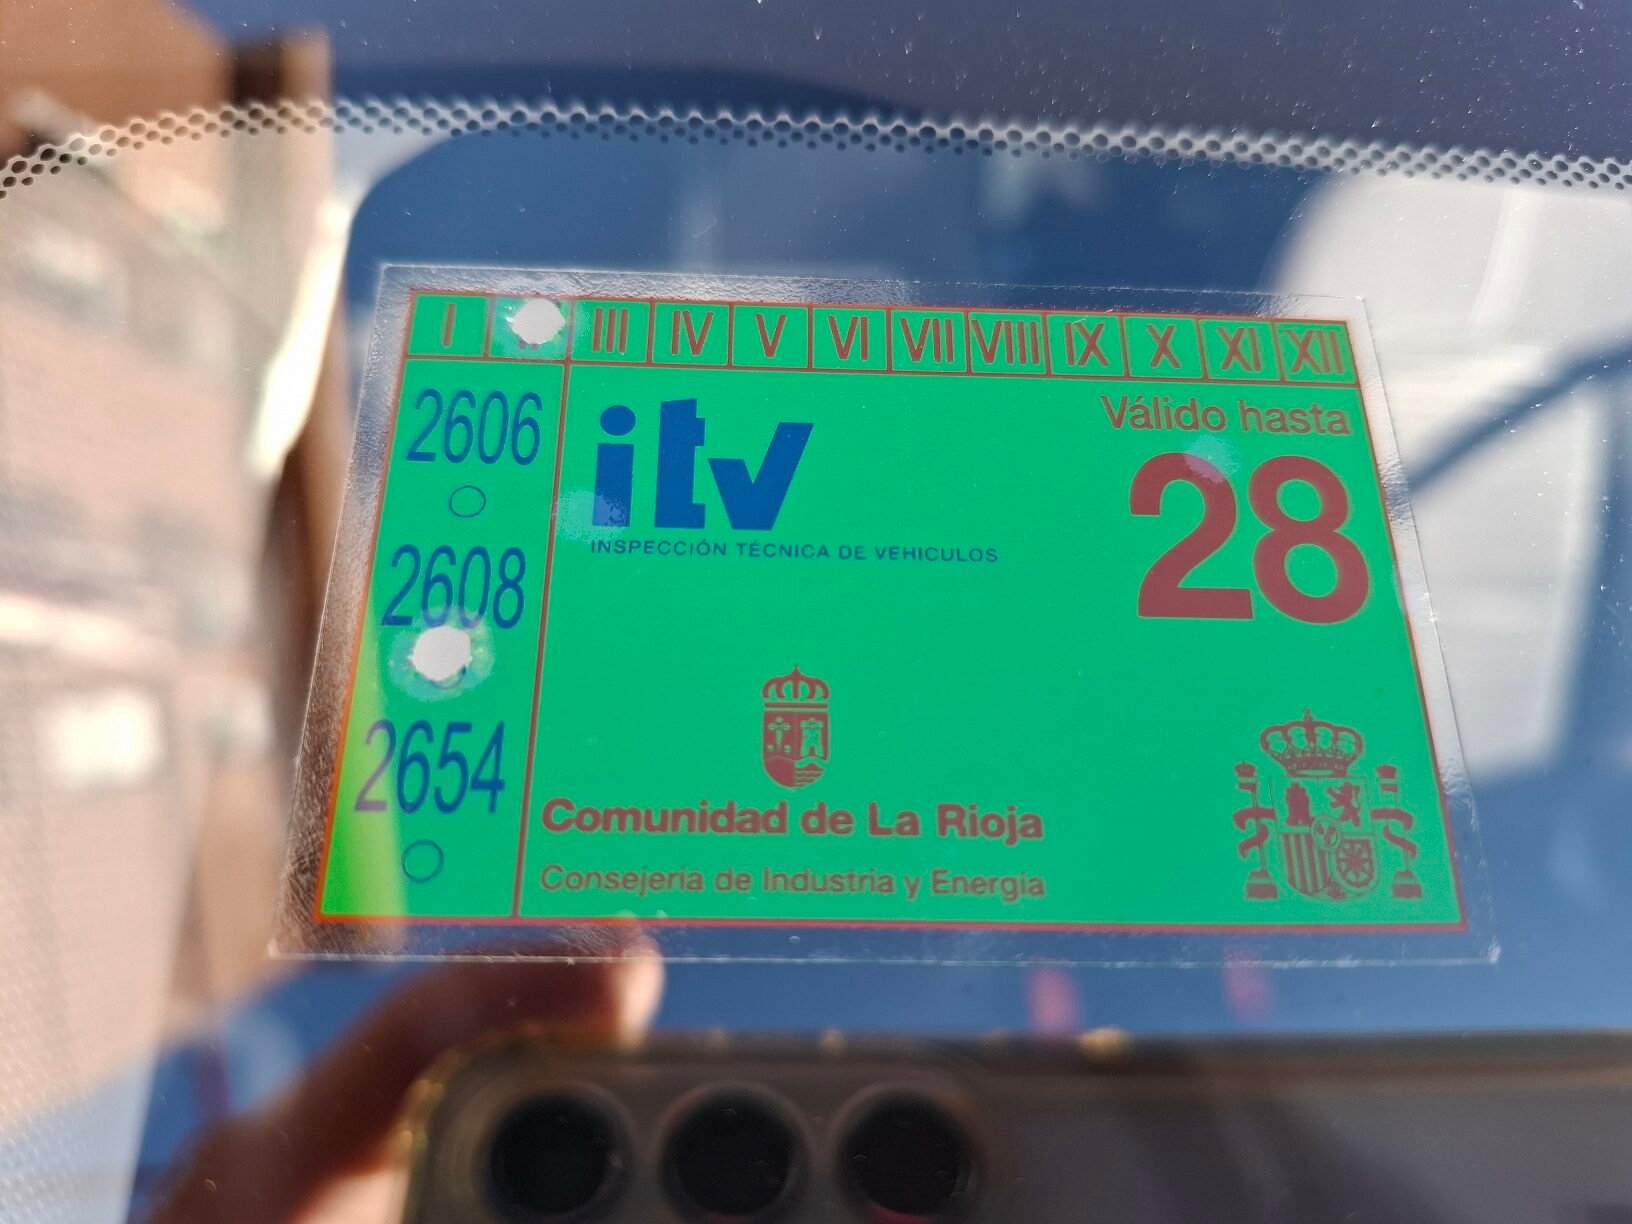 I III IV V VI VII VIII IX X XI XII
2606
2608
2654
itv
INSPECCIÓN TÉCNICA DE VEHICULOS
Válido hasta
28
Comunidad de La Rioja
Consejería de Industria y Energía